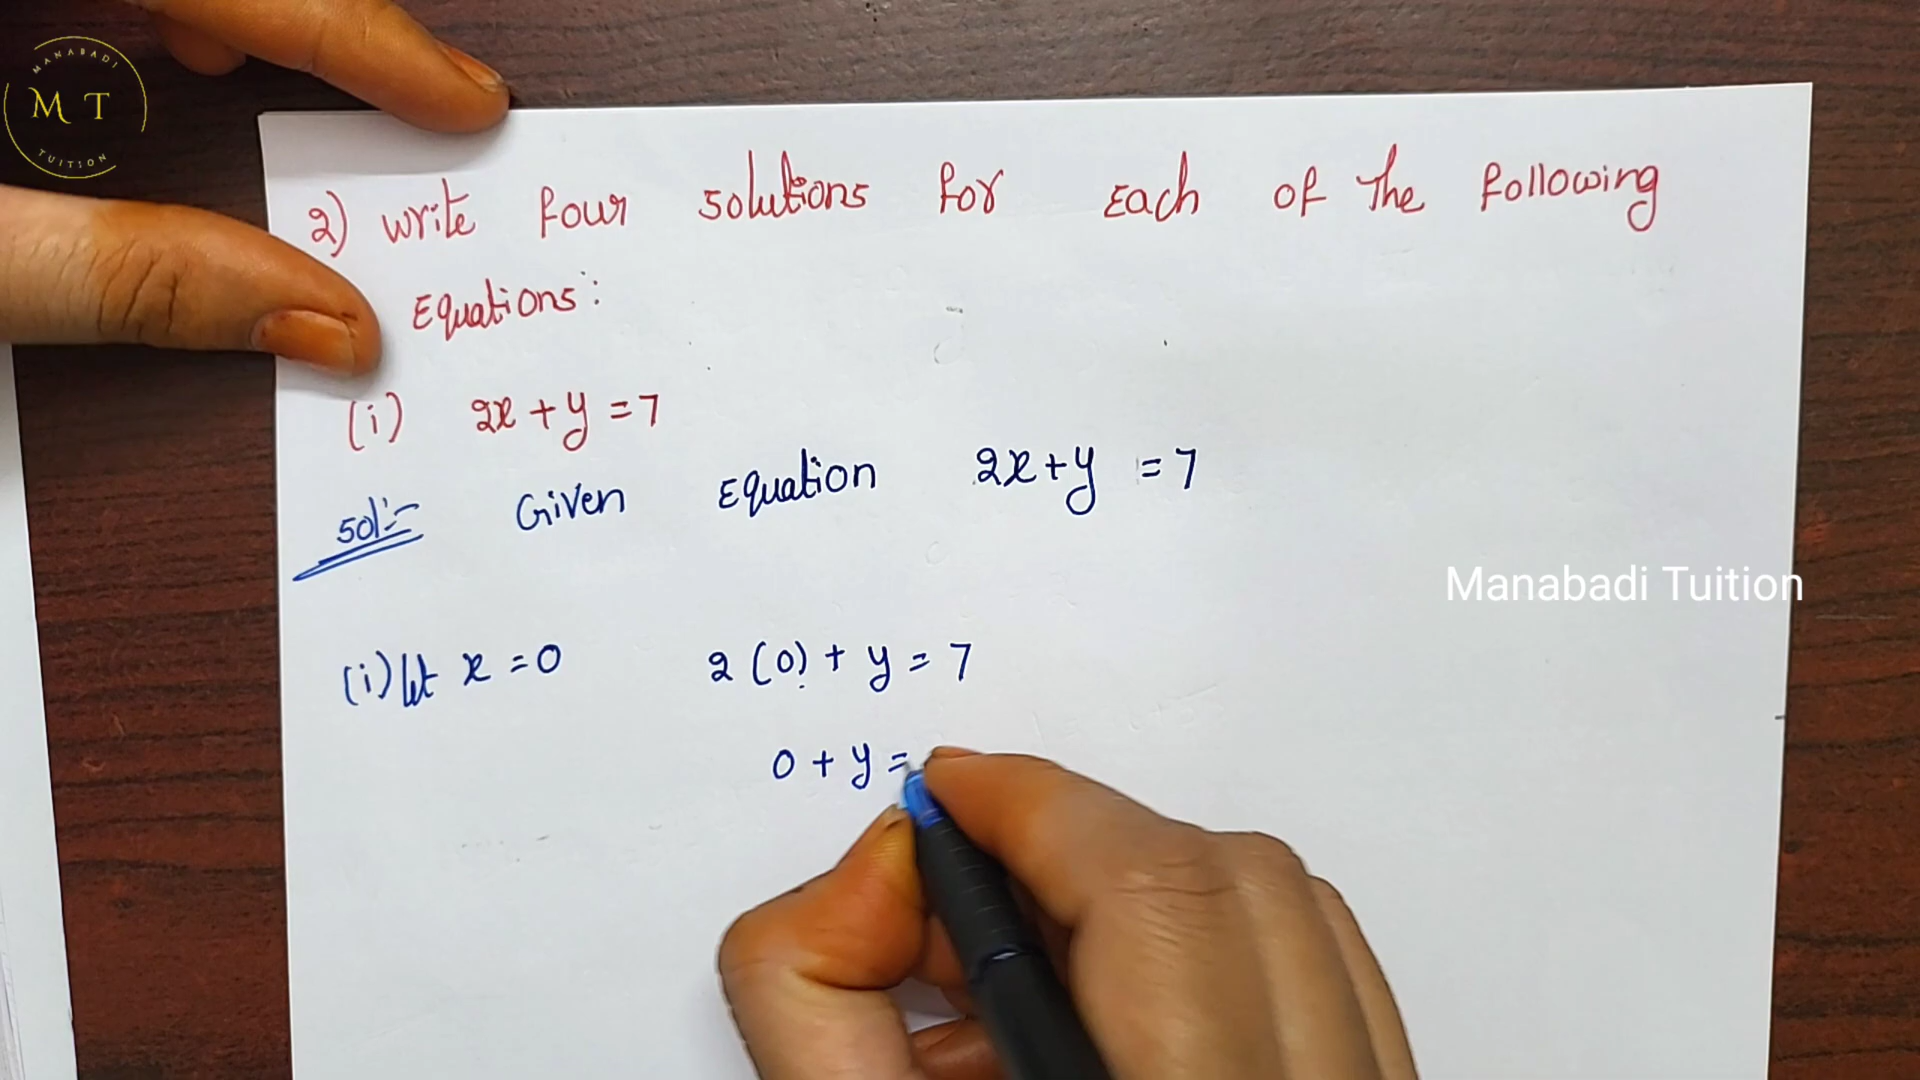 MANABADI
M T
TUITION
2) write four solutions for Each of The following
Equations:
(i) 2x + y = 7
Sol:- Given Equation 2x+y = 7
Manabadi Tuition
(i) let x = 0 2 (0) + y = 7
0 + y =